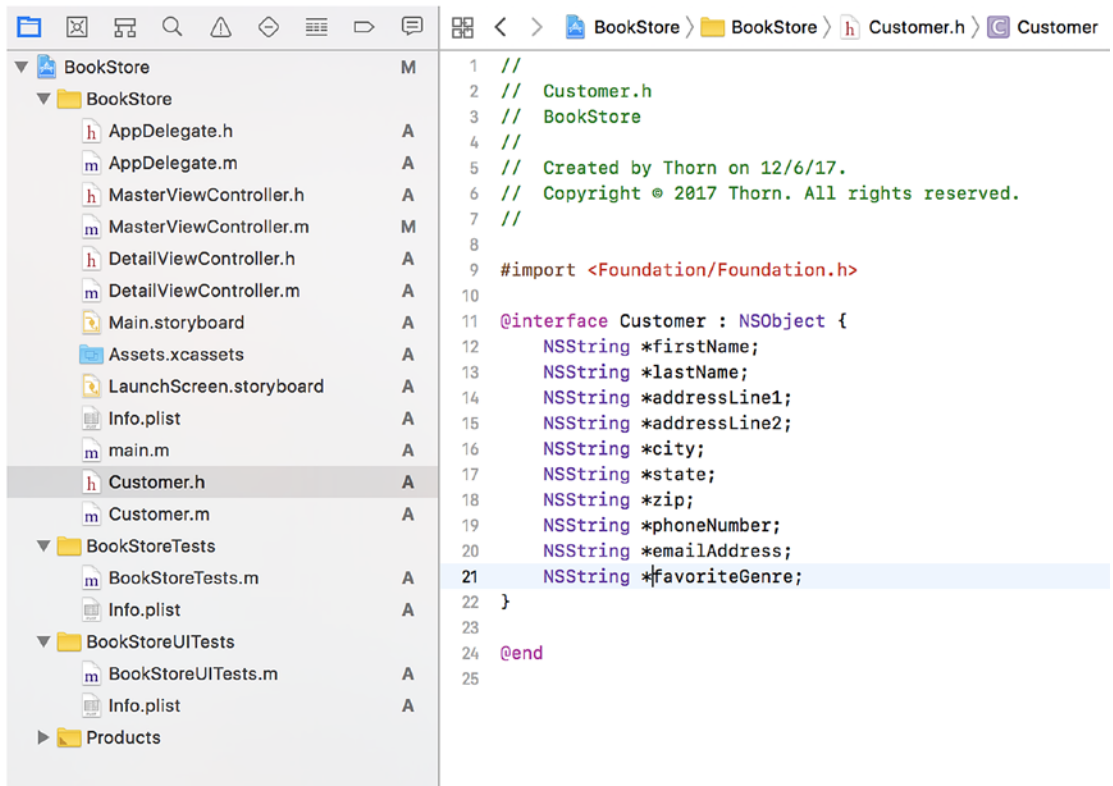 BookStore 〉 BookStore 〉 h Customer.h 〉 C Customer
BookStore M
BookStore
h AppDelegate.h A
m AppDelegate.m A
h MasterViewController.h A
m MasterViewController.m M
h DetailViewController.h A
m DetailViewController.m A
Main.storyboard A
Assets.xcassets A
LaunchScreen.storyboard A
Info.plist A
m main.m A
h Customer.h A
m Customer.m A
BookStoreTests
m BookStoreTests.m A
Info.plist A
BookStoreUITests
m BookStoreUITests.m A
Info.plist A
Products
1 //
2 //  Customer.h
3 //  BookStore
4 //
5 //  Created by Thorn on 12/6/17.
6 //  Copyright © 2017 Thorn. All rights reserved.
7 //
8
9 #import <Foundation/Foundation.h>
10
11 @interface Customer : NSObject {
12     NSString *firstName;
13     NSString *lastName;
14     NSString *addressLine1;
15     NSString *addressLine2;
16     NSString *city;
17     NSString *state;
18     NSString *zip;
19     NSString *phoneNumber;
20     NSString *emailAddress;
21     NSString *favoriteGenre;
22 }
23
24 @end
25